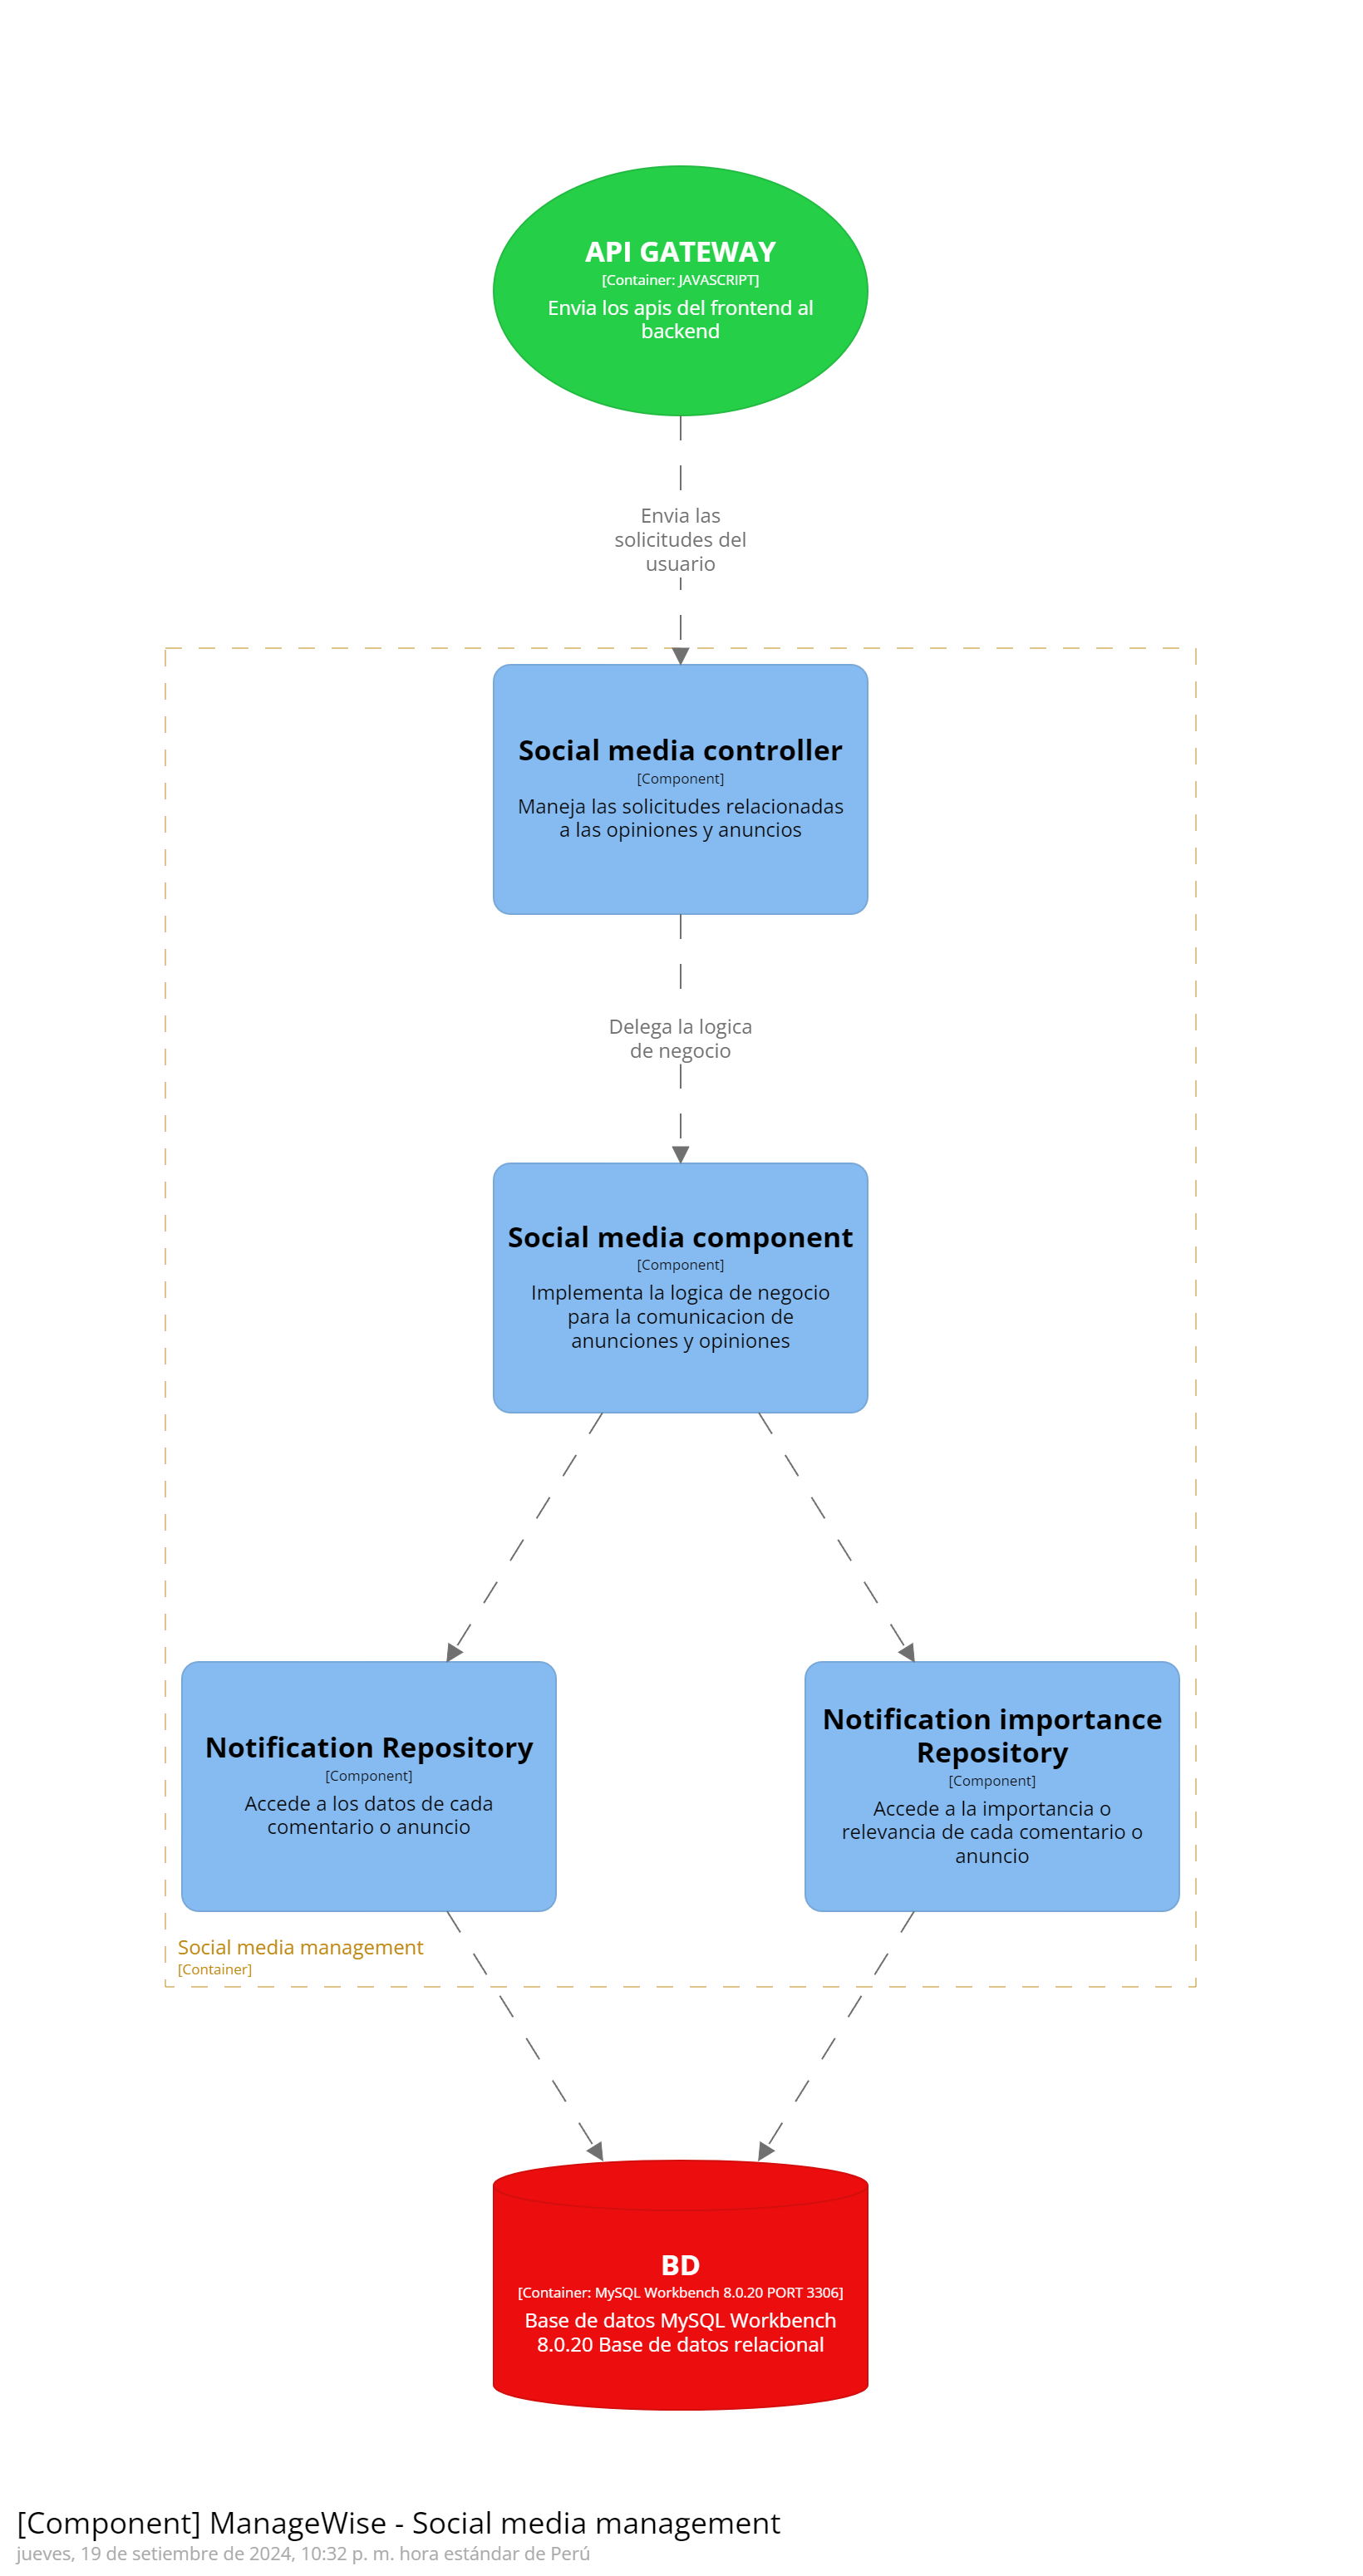 API GATEWAY
[Container: JAVASCRIPT]
Envia los apis del frontend al
backend
Envia las
solicitudes del
usuario
Social media controller
[Component]
Maneja las solicitudes relacionadas
a las opiniones y anuncios
Delega la logica
de negocio
Social media component
[Component]
Implementa la logica de negocio
para la comunicacion de
anunciones y opiniones
Notification Repository
[Component]
Accede a los datos de cada
comentario o anuncio
Notification importance
Repository
[Component]
Accede a la importancia o
relevancia de cada comentario o
anuncio
Social media management
[Container]
BD
[Container: MySQL Workbench 8.0.20 PORT 3306]
Base de datos MySQL Workbench
8.0.20 Base de datos relacional
[Component] ManageWise - Social media management
jueves, 19 de setiembre de 2024, 10:32 p. m. hora estándar de Perú